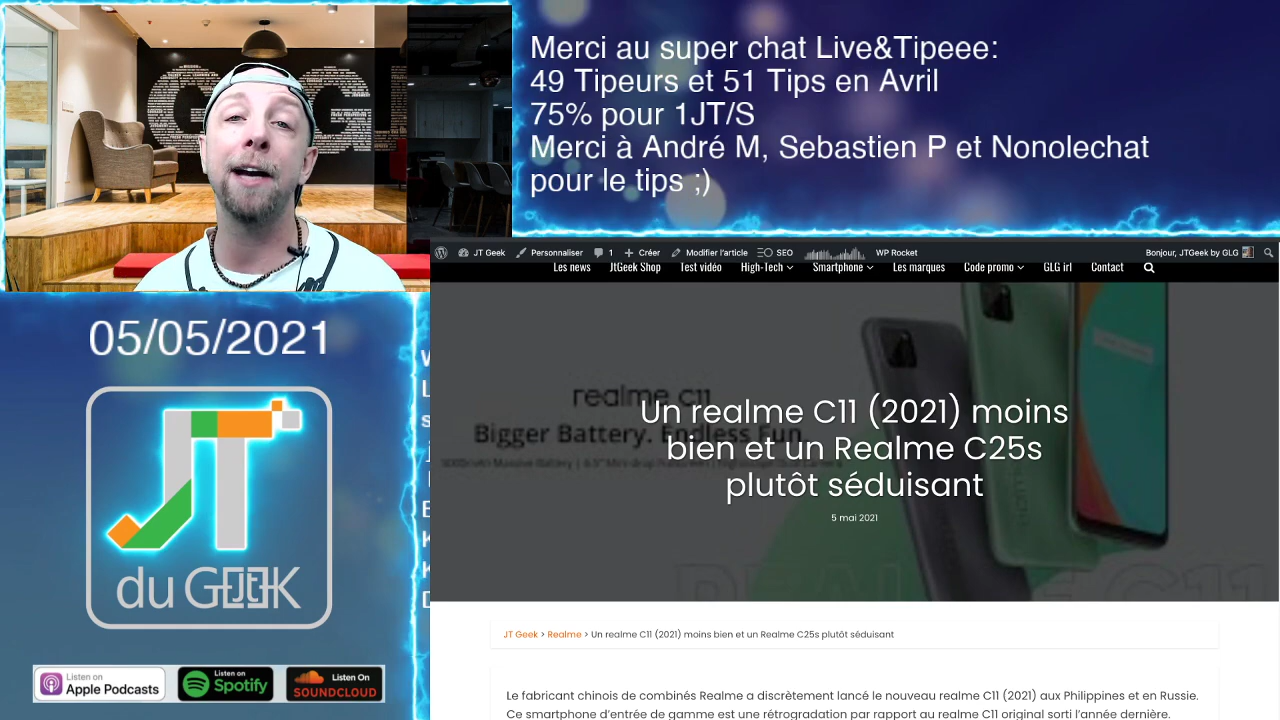 Merci au super chat Live&Tipeee:
49 Tipeurs et 51 Tips en Avril
75% pour 1JT/S
Merci à André M, Sebastien P et Nonolechat
pour le tips ;)
JT Geek Personnaliser 1 Créer Modifier l'article SEO WP Rocket Bonjour, JTGeek by GLG
Les news JtGeek Shop Test vidéo High-Tech Smartphone Les marques Code promo GLG irl Contact
05/05/2021
JT
du GEEK
Listen on
Apple Podcasts
Listen on
Spotify
Listen On
SOUNDCLOUD
realme C11
Bigger Battery. Endless Fun
Un realme C11 (2021) moins
bien et un Realme C25s
plutôt séduisant
5 mai 2021
JT Geek > Realme > Un realme C11 (2021) moins bien et un Realme C25s plutôt séduisant
Le fabricant chinois de combinés Realme a discrètement lancé le nouveau realme C11 (2021) aux Philippines et en Russie.
Ce smartphone d'entrée de gamme est une rétrogradation par rapport au realme C11 original sorti l'année dernière.